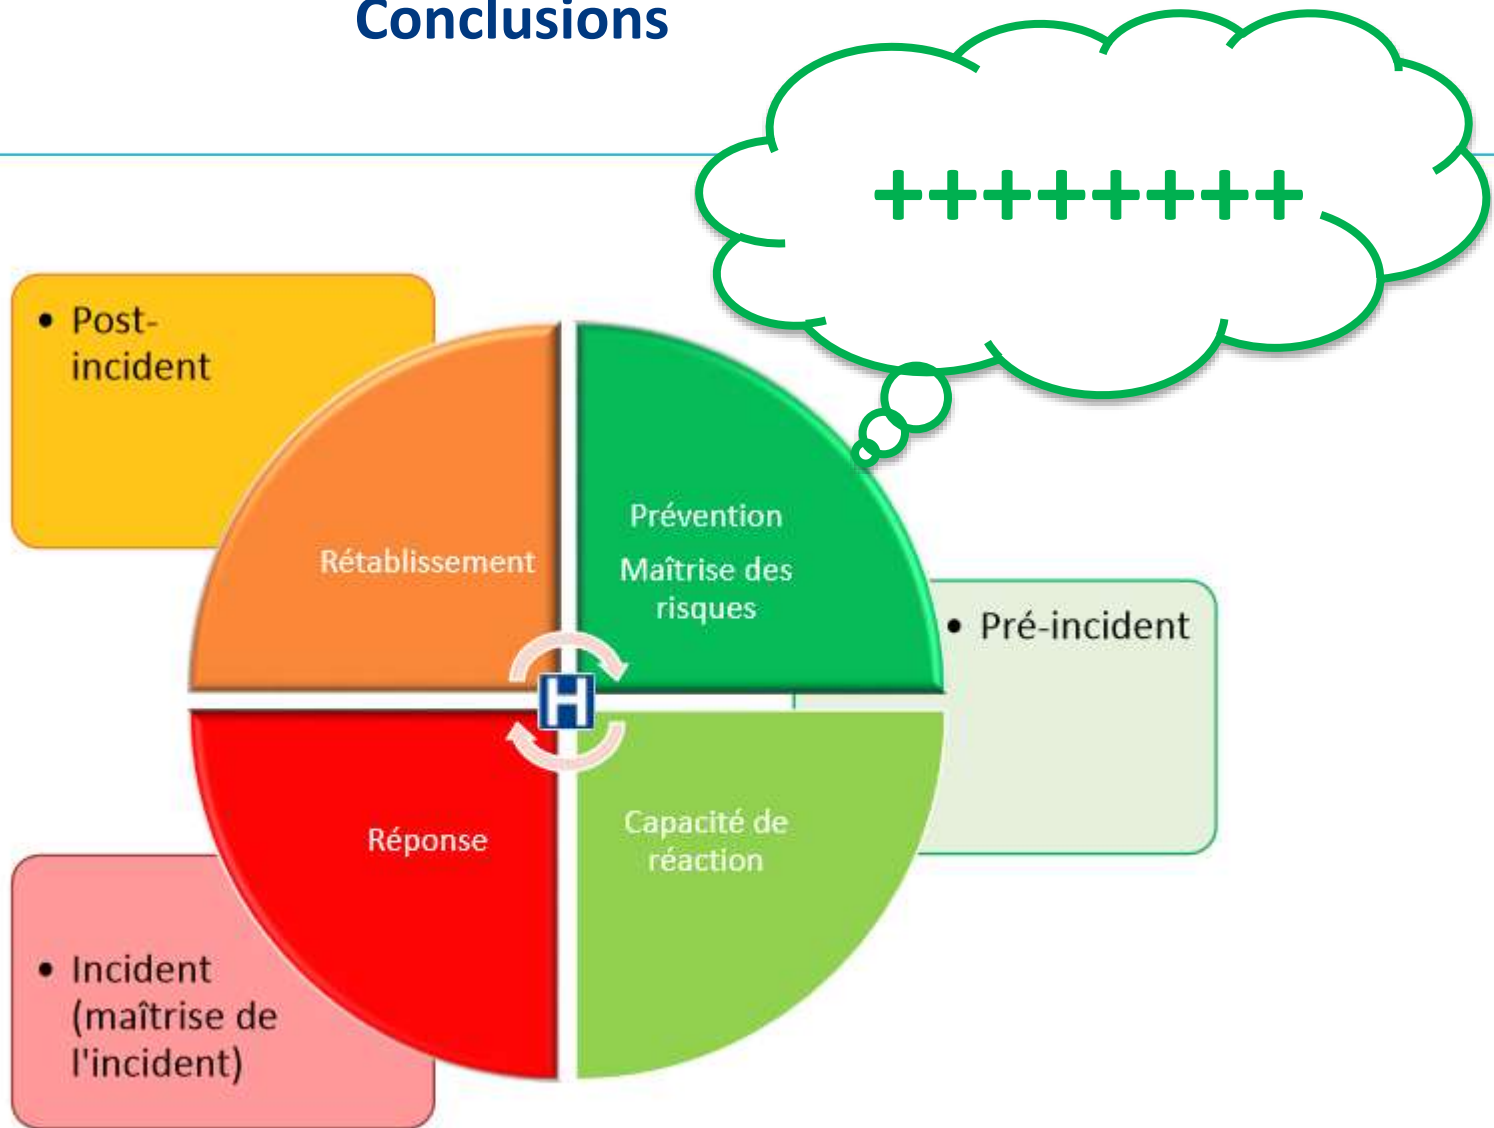 Conclusions
++++++++
• Post-
incident
Rétablissement
Prévention
Maîtrise des
risques
• Pré-incident
H
Réponse
Capacité de
réaction
• Incident
(maîtrise de
l'incident)